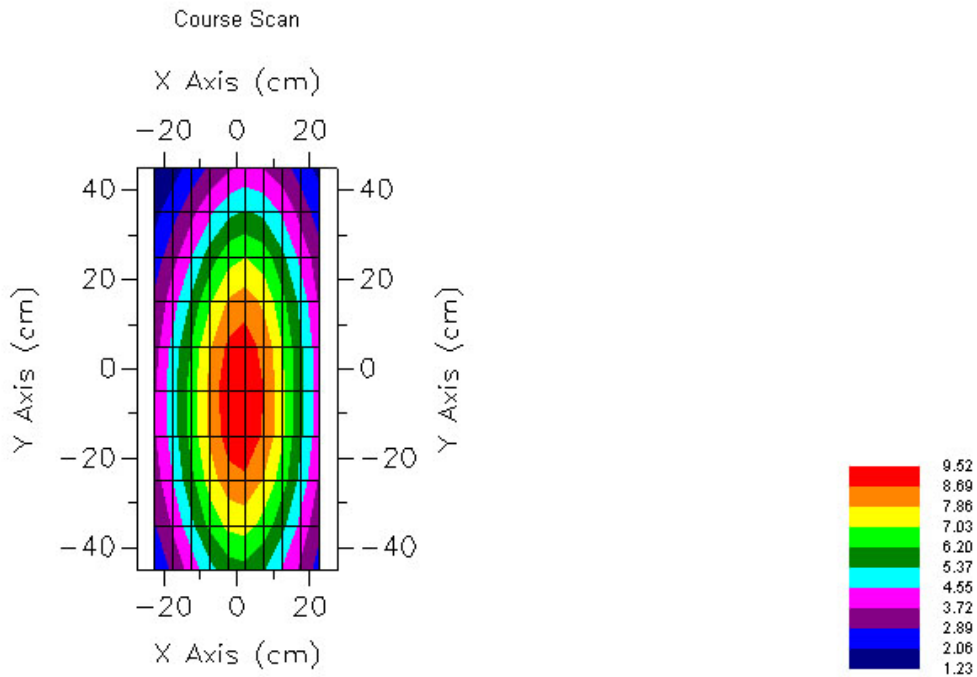 Course Scan
X Axis (cm)
−20 0 20
40 40
20 20
0 0
−20 −20
−40 −40
Y Axis (cm)
Y Axis (cm)
−20 0 20
X Axis (cm)
9.52
8.69
7.86
7.03
6.20
5.37
4.55
3.72
2.89
2.06
1.23